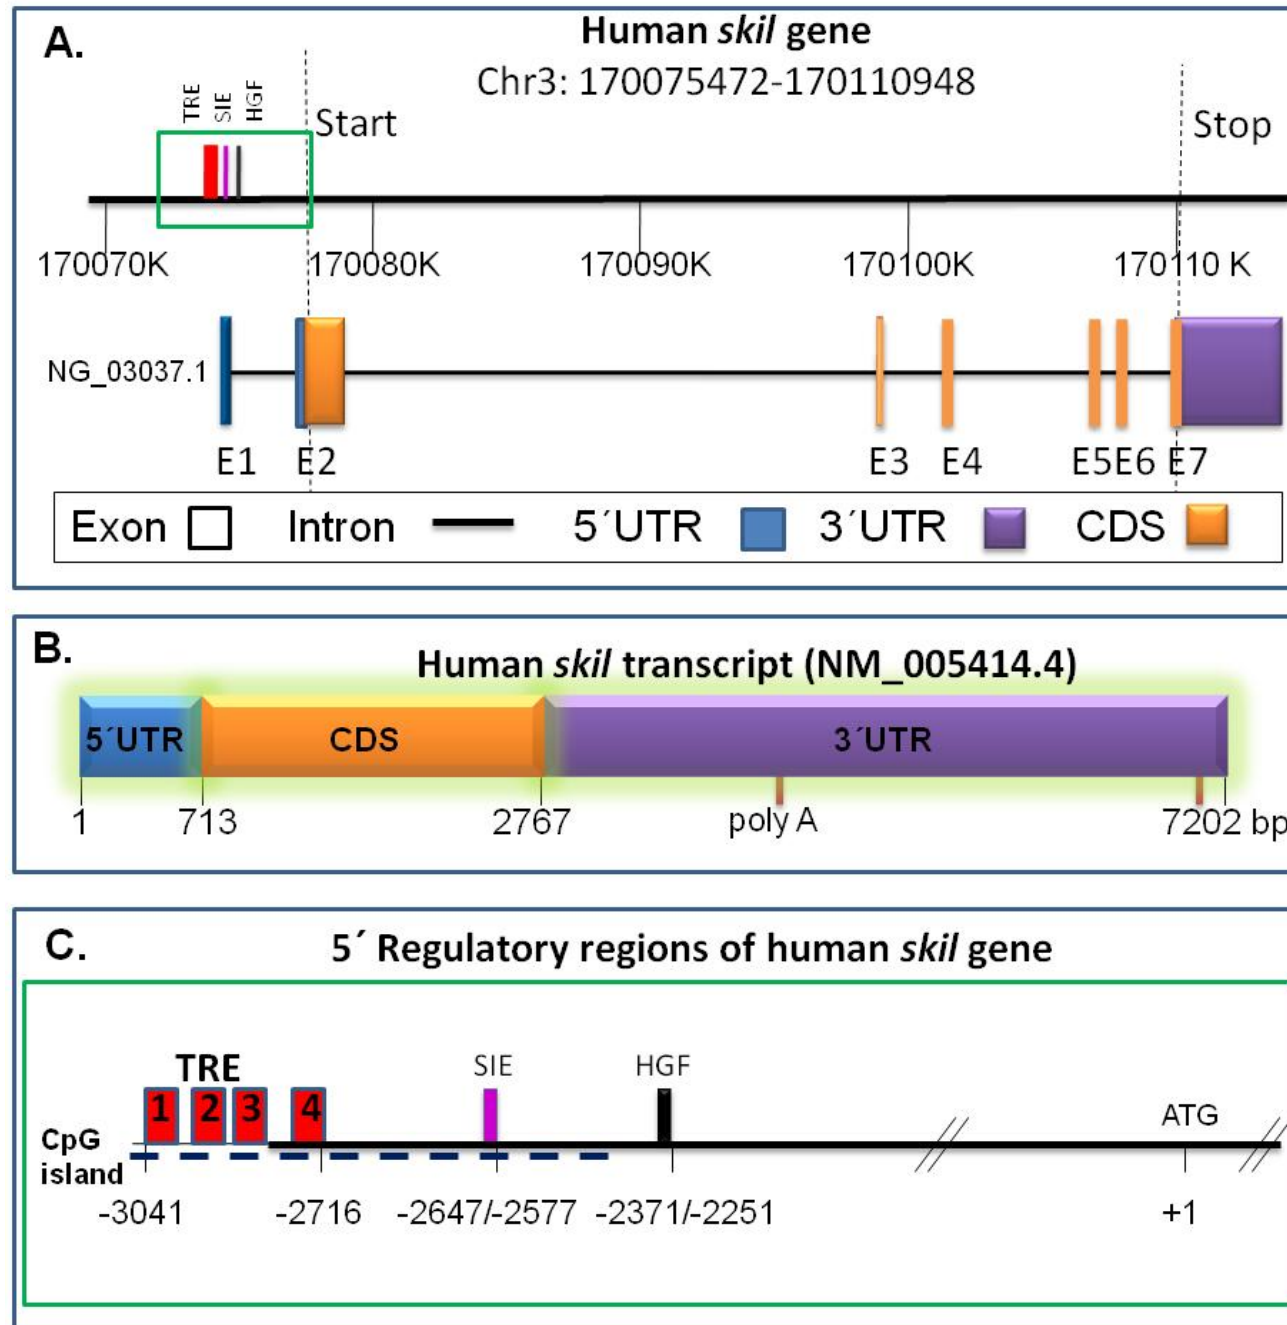 A.
Human skil gene
Chr3: 170075472-170110948
TRE
SIE
HGF
Start
Stop
170070K 170080K 170090K 170100K 170110 K
NG_03037.1
E1 E2 E3 E4 E5 E6 E7
Exon Intron 5´UTR 3´UTR CDS
B.
Human skil transcript (NM_005414.4)
5´UTR CDS 3´UTR
1 713 2767 poly A 7202 bp
C.
5´ Regulatory regions of human skil gene
TRE SIE HGF
1 2 3 4
ATG
CpG
island
-3041 -2716 -2647/-2577 -2371/-2251 +1